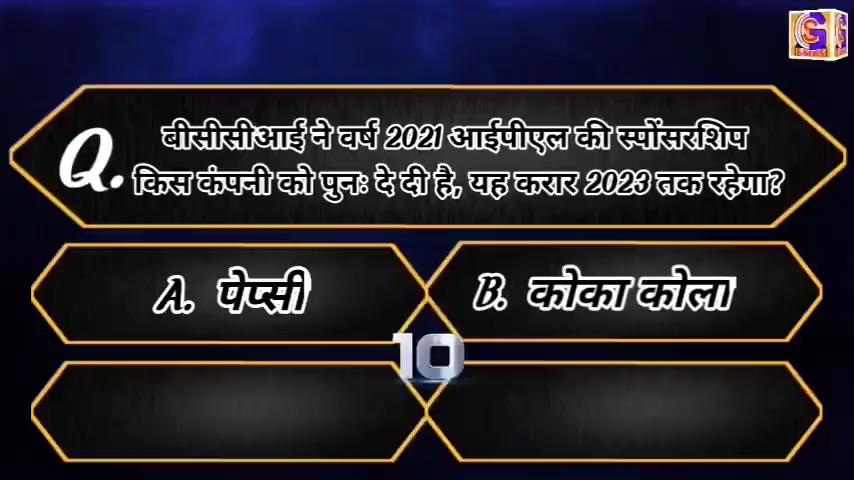 Q. बीसीसीआई ने वर्ष 2021 आईपीएल की स्पोंसरशिप
किस कंपनी को पुनः दे दी है, यह करार 2023 तक रहेगा?
A. पेप्सी
B. कोका कोला
10